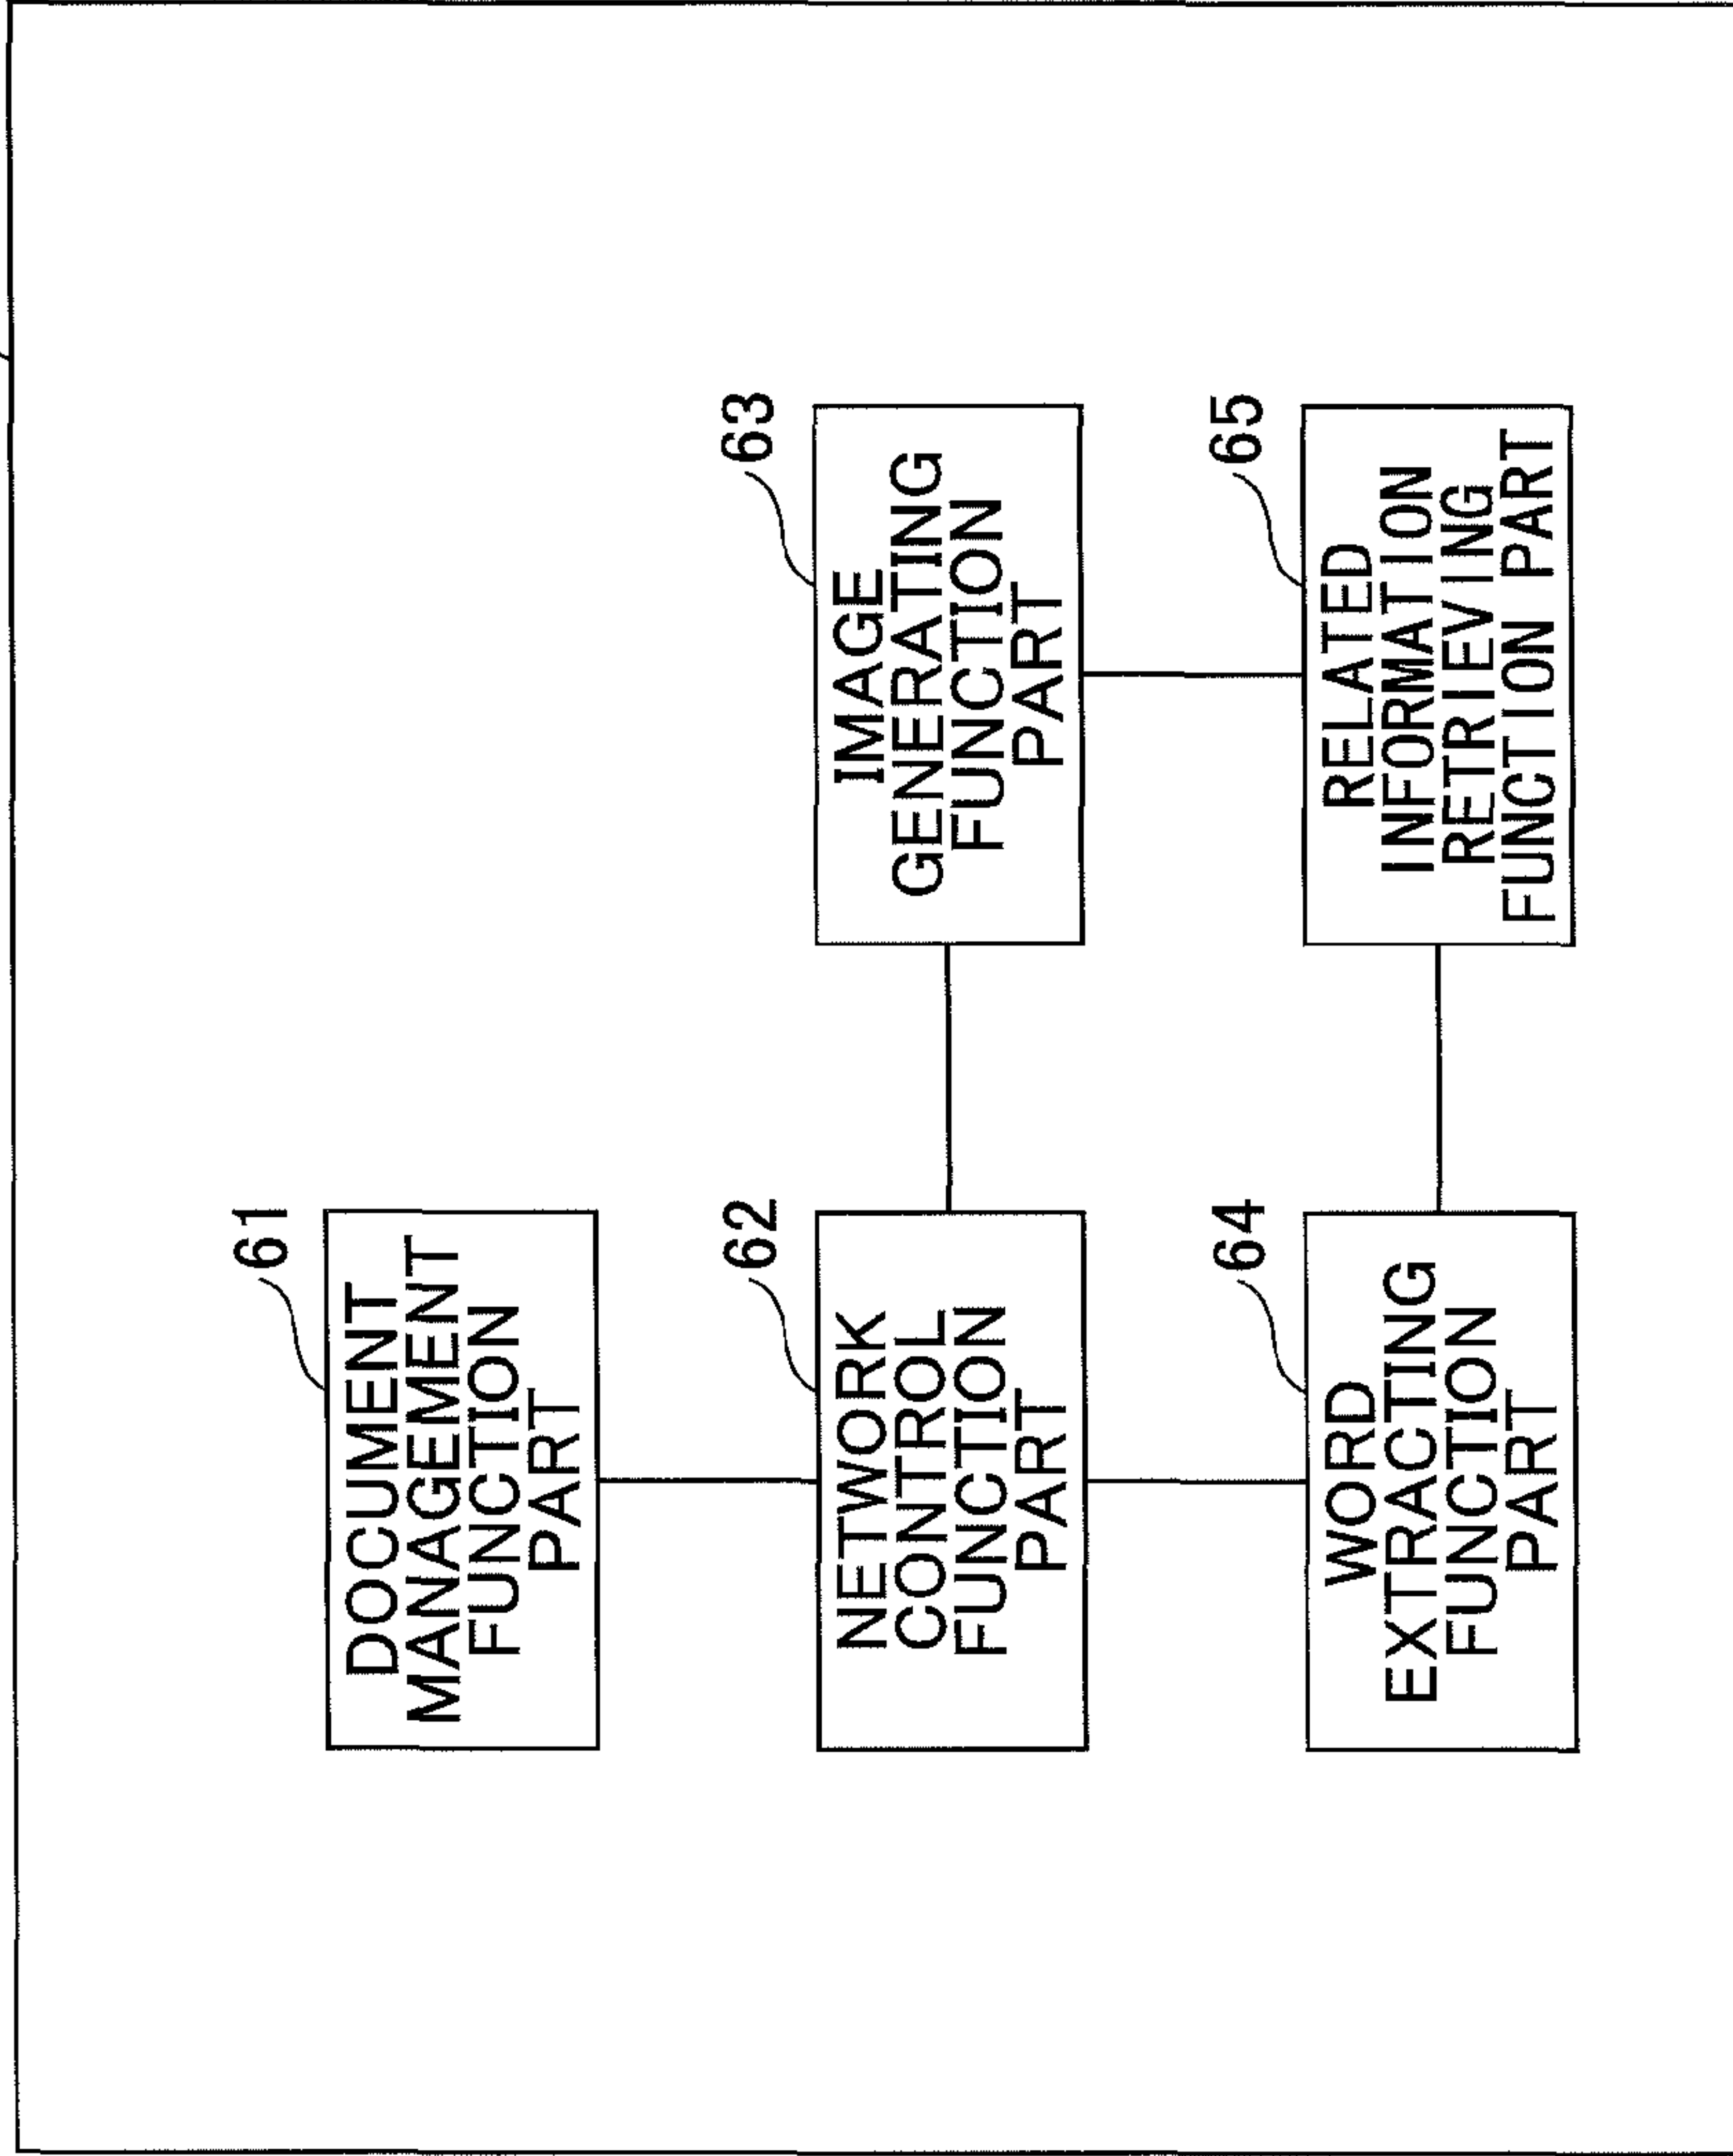 61
DOCUMENT
MANAGEMENT
FUNCTION
PART
62
NETWORK
CONTROL
FUNCTION
PART
63
IMAGE
GENERATING
FUNCTION
PART
64
WORD
EXTRACTING
FUNCTION
PART
65
RELATED
INFORMATION
RETRIEVING
FUNCTION PART